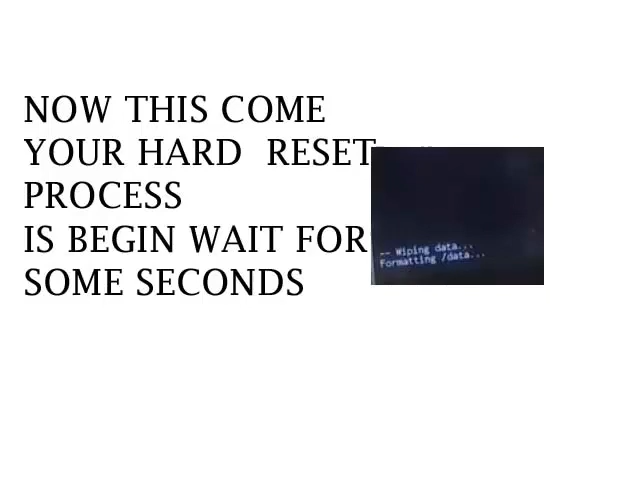 NOW THIS COME
YOUR HARD  RESET
PROCESS
IS BEGIN WAIT FOR
SOME SECONDS
-- Wiping data...
Formatting /data...